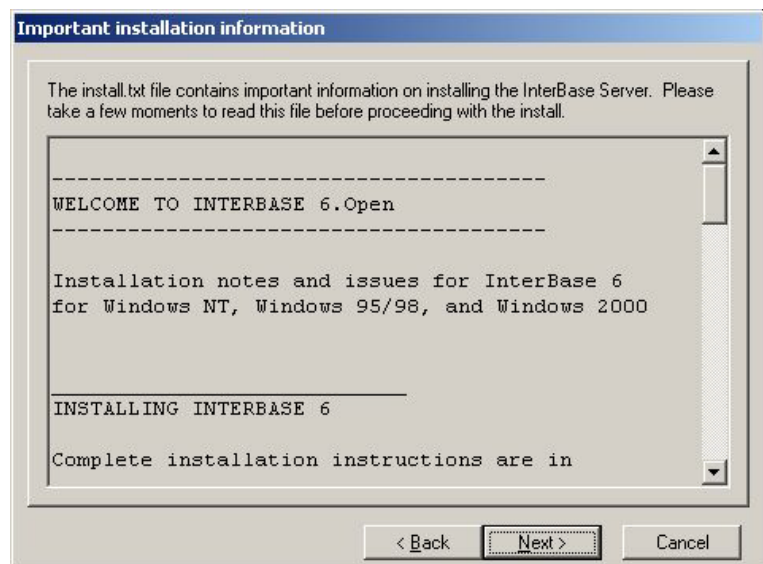 Important installation information
The install.txt file contains important information on installing the InterBase Server. Please
take a few moments to read this file before proceeding with the install.
----------------------------------------
WELCOME TO INTERBASE 6.Open
----------------------------------------
Installation notes and issues for InterBase 6
for Windows NT, Windows 95/98, and Windows 2000
_____________________________
INSTALLING INTERBASE 6
Complete installation instructions are in
< Back Next > Cancel